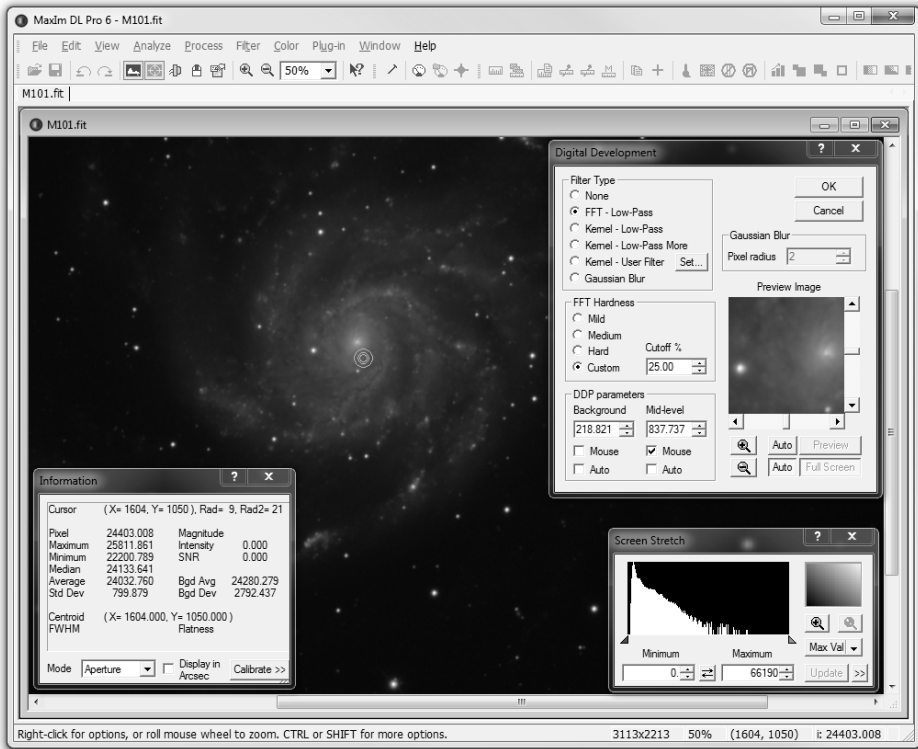 MaxIm DL Pro 6 - M101.fit
File Edit View Analyze Process Filter Color Plug-in Window Help
50%
M101.fit
M101.fit
Digital Development
Filter Type
None
FFT - Low-Pass
Kernel - Low-Pass
Kernel - Low-Pass More
Kernel - User Filter Set...
Gaussian Blur
OK
Cancel
Gaussian Blur
Pixel radius 2
FFT Hardness
Mild
Medium
Hard Cutoff %
Custom 25.00
Preview Image
DDP parameters
Background Mid-level
218.821 837.737
Mouse Mouse
Auto Auto
Auto Preview
Auto Full Screen
Information
Cursor ( X= 1604, Y= 1050 ), Rad= 9, Rad2= 21
Pixel 24403.008 Magnitude
Maximum 25811.861 Intensity 0.000
Minimum 22200.789 SNR 0.000
Median 24133.641
Average 24032.760 Bgd Avg 24280.279
Std Dev 799.879 Bgd Dev 2792.437
Centroid ( X= 1604.000, Y= 1050.000 )
FWHM Flatness
Mode Aperture Display in Arcsec Calibrate >>
Screen Stretch
Max Val
Minimum Maximum
0. 66190 Update >>
Right-click for options, or roll mouse wheel to zoom. CTRL or SHIFT for more options. 3113x2213 50% (1604, 1050) i: 24403.008